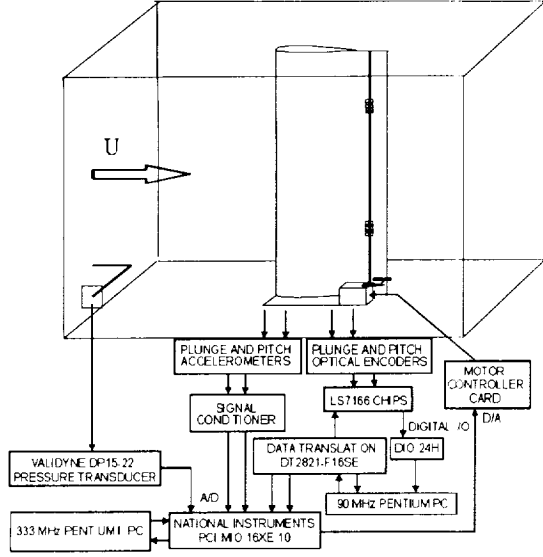 U
PLUNGE AND PITCH
ACCELEROMETERS
PLUNGE AND PITCH
OPTICAL ENCODERS
MOTOR
CONTROLLER
CARD
LS7166 CHIPS
SIGNAL
CONDITIONER
DIGITAL I/O
D/A
DATA TRANSLATION
DT2821-F16SE
DIO 24H
VALIDYNE DP15-22
PRESSURE TRANSDUCER
A/D
90 MHz PENTIUM PC
333 MHz PENTIUM II PC
NATIONAL INSTRUMENTS
PCI MIO 16XE 10